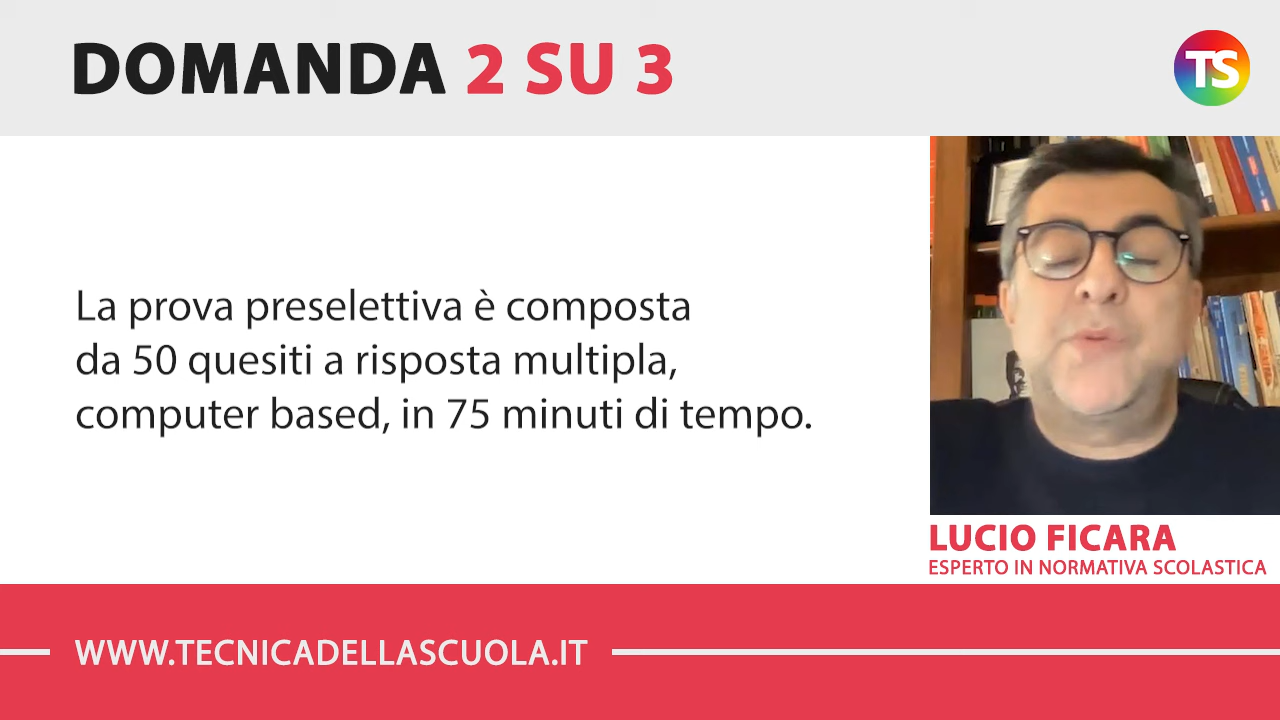 DOMANDA 2 SU 3
TS
La prova preselettiva è composta
da 50 quesiti a risposta multipla,
computer based, in 75 minuti di tempo.
LUCIO FICARA
ESPERTO IN NORMATIVA SCOLASTICA
WWW.TECNICADELLASCUOLA.IT